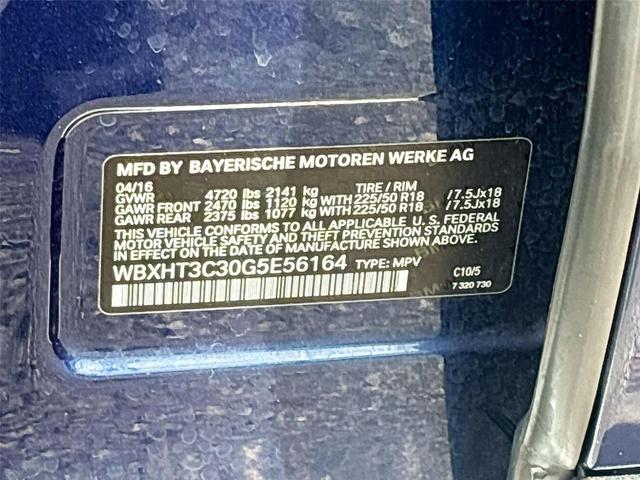 MFD BY BAYERISCHE MOTOREN WERKE AG
04/16 TIRE / RIM
GVWR 4720 lbs 2141 kg
GAWR FRONT 2470 lbs 1120 kg WITH 225/50 R18 /7.5Jx18
GAWR REAR 2375 lbs 1077 kg WITH 225/50 R18 /7.5Jx18
THIS VEHICLE CONFORMS TO ALL APPLICABLE U. S. FEDERAL
MOTOR VEHICLE SAFETY AND THEFT PREVENTION STANDARDS
IN EFFECT ON THE DATE OF MANUFACTURE SHOWN ABOVE.
WBXHT3C30G5E56164 TYPE: MPV
C10/5
7 320 730